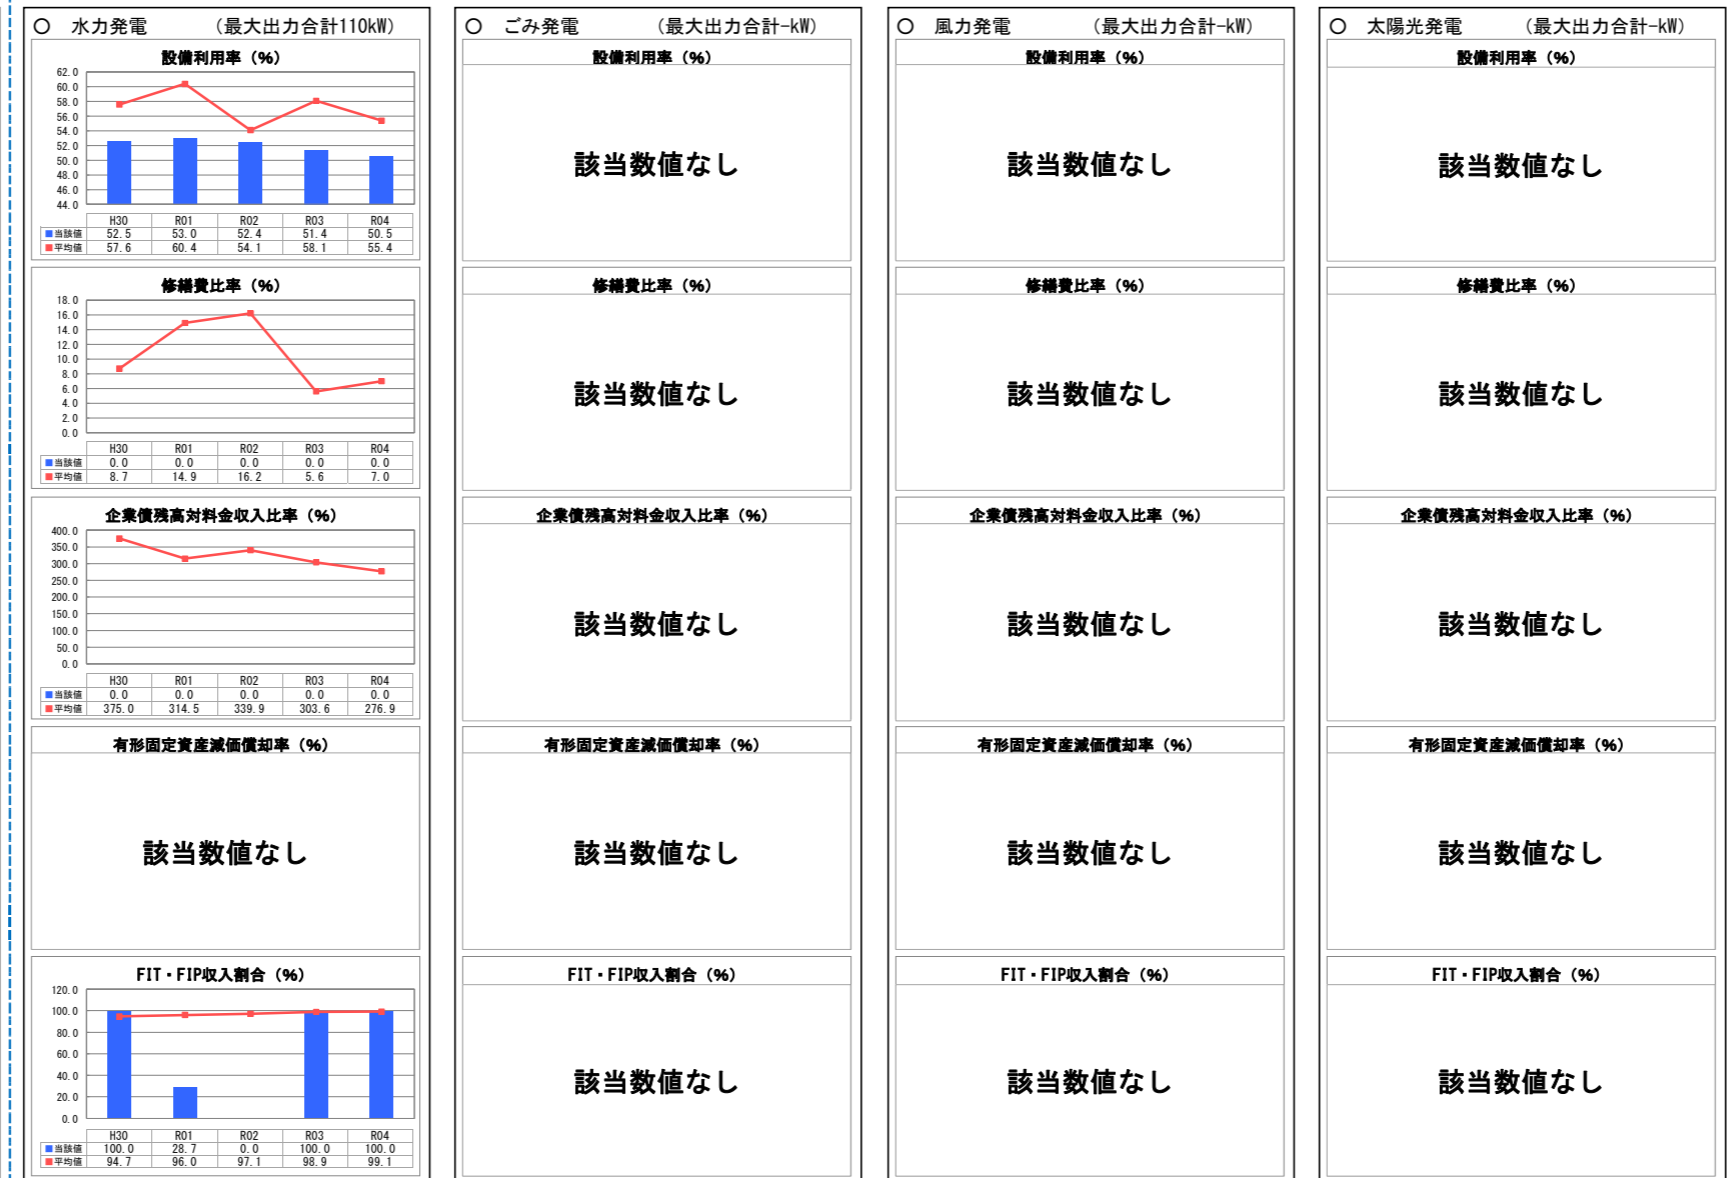 ○ 水力発電 (最大出力合計110kW)
設備利用率 (%)
62.0
60.0
58.0
56.0
54.0
52.0
50.0
48.0
46.0
44.0
H30 R01 R02 R03 R04
■当該値 52.5 53.0 52.4 51.4 50.5
■平均値 57.6 60.4 54.1 58.1 55.4
修繕費比率 (%)
18.0
16.0
14.0
12.0
10.0
8.0
6.0
4.0
2.0
0.0
H30 R01 R02 R03 R04
■当該値 0.0 0.0 0.0 0.0 0.0
■平均値 8.7 14.9 16.2 5.6 7.0
企業債残高対料金収入比率 (%)
400.0
350.0
300.0
250.0
200.0
150.0
100.0
50.0
0.0
H30 R01 R02 R03 R04
■当該値 0.0 0.0 0.0 0.0 0.0
■平均値 375.0 314.5 339.9 303.6 276.9
有形固定資産減価償却率 (%)
該当数値なし
FIT・FIP収入割合 (%)
120.0
100.0
80.0
60.0
40.0
20.0
0.0
H30 R01 R02 R03 R04
■当該値 100.0 28.7 0.0 100.0 100.0
■平均値 94.7 96.0 97.1 98.9 99.1
○ ごみ発電 (最大出力合計-kW)
設備利用率 (%)
該当数値なし
修繕費比率 (%)
該当数値なし
企業債残高対料金収入比率 (%)
該当数値なし
有形固定資産減価償却率 (%)
該当数値なし
FIT・FIP収入割合 (%)
該当数値なし
○ 風力発電 (最大出力合計-kW)
設備利用率 (%)
該当数値なし
修繕費比率 (%)
該当数値なし
企業債残高対料金収入比率 (%)
該当数値なし
有形固定資産減価償却率 (%)
該当数値なし
FIT・FIP収入割合 (%)
該当数値なし
○ 太陽光発電 (最大出力合計-kW)
設備利用率 (%)
該当数値なし
修繕費比率 (%)
該当数値なし
企業債残高対料金収入比率 (%)
該当数値なし
有形固定資産減価償却率 (%)
該当数値なし
FIT・FIP収入割合 (%)
該当数値なし